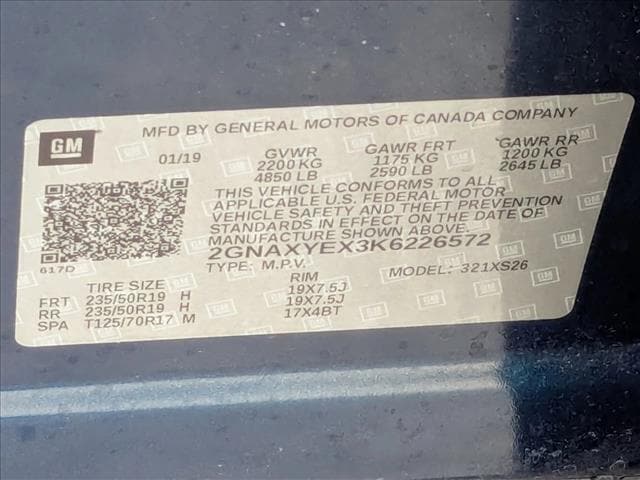 GM
MFD BY GENERAL MOTORS OF CANADA COMPANY
01/19 GVWR GAWR FRT GAWR RR
2200 KG 1175 KG 1200 KG
4850 LB 2590 LB 2645 LB
THIS VEHICLE CONFORMS TO ALL
APPLICABLE U.S. FEDERAL MOTOR
VEHICLE SAFETY AND THEFT PREVENTION
STANDARDS IN EFFECT ON THE DATE OF
MANUFACTURE SHOWN ABOVE.
2GNAXYEX3K6226572
617D
TYPE: M.P.V. MODEL: 321XS26
TIRE SIZE RIM
FRT 235/50R19 H 19X7.5J
RR 235/50R19 H 19X7.5J
SPA T125/70R17 M 17X4BT